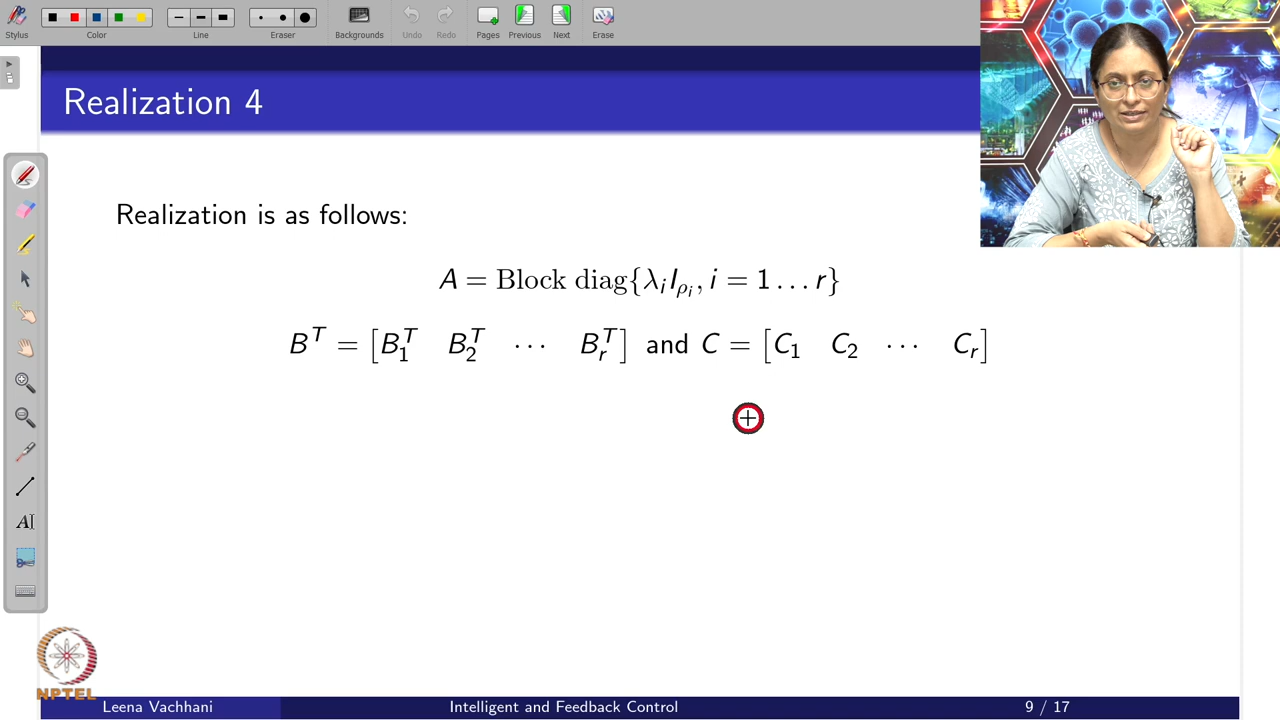 Stylus Color Line Eraser Backgrounds Undo Redo Pages Previous Next Erase
Realization 4
Realization is as follows:
A = Block diag{λ_i I_{ρ_i}, i = 1 … r}
B^T = [B_1^T B_2^T ⋯ B_r^T] and C = [C_1 C_2 ⋯ C_r]
A
NPTEL
Leena Vachhani Intelligent and Feedback Control 9 / 17